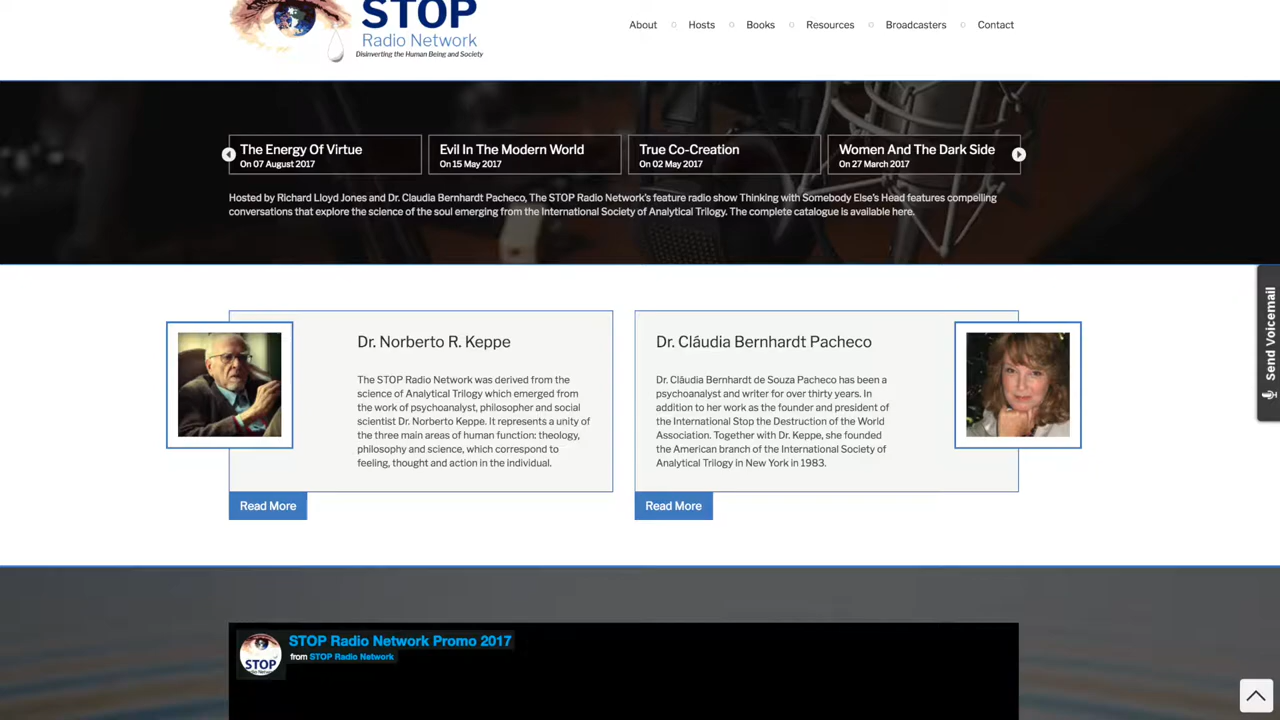 STOP
Radio Network
Disinverting the Human Being and Society
About
Hosts
Books
Resources
Broadcasters
Contact
The Energy Of Virtue
On 07 August 2017
Evil In The Modern World
On 15 May 2017
True Co-Creation
On 02 May 2017
Women And The Dark Side
On 27 March 2017
Hosted by Richard Lloyd Jones and Dr. Claudia Bernhardt Pacheco, The STOP Radio Network's feature radio show Thinking with Somebody Else's Head features compelling
conversations that explore the science of the soul emerging from the International Society of Analytical Trilogy. The complete catalogue is available here.
Send Voicemail
Dr. Norberto R. Keppe
The STOP Radio Network was derived from the
science of Analytical Trilogy which emerged from
the work of psychoanalyst, philosopher and social
scientist Dr. Norberto Keppe. It represents a unity of
the three main areas of human function: theology,
philosophy and science, which correspond to
feeling, thought and action in the individual.
Read More
Dr. Cláudia Bernhardt Pacheco
Dr. Cláudia Bernhardt de Souza Pacheco has been a
psychoanalyst and writer for over thirty years. In
addition to her work as the founder and president of
the International Stop the Destruction of the World
Association. Together with Dr. Keppe, she founded
the American branch of the International Society of
Analytical Trilogy in New York in 1983.
Read More
STOP Radio Network Promo 2017
from STOP Radio Network
STOP